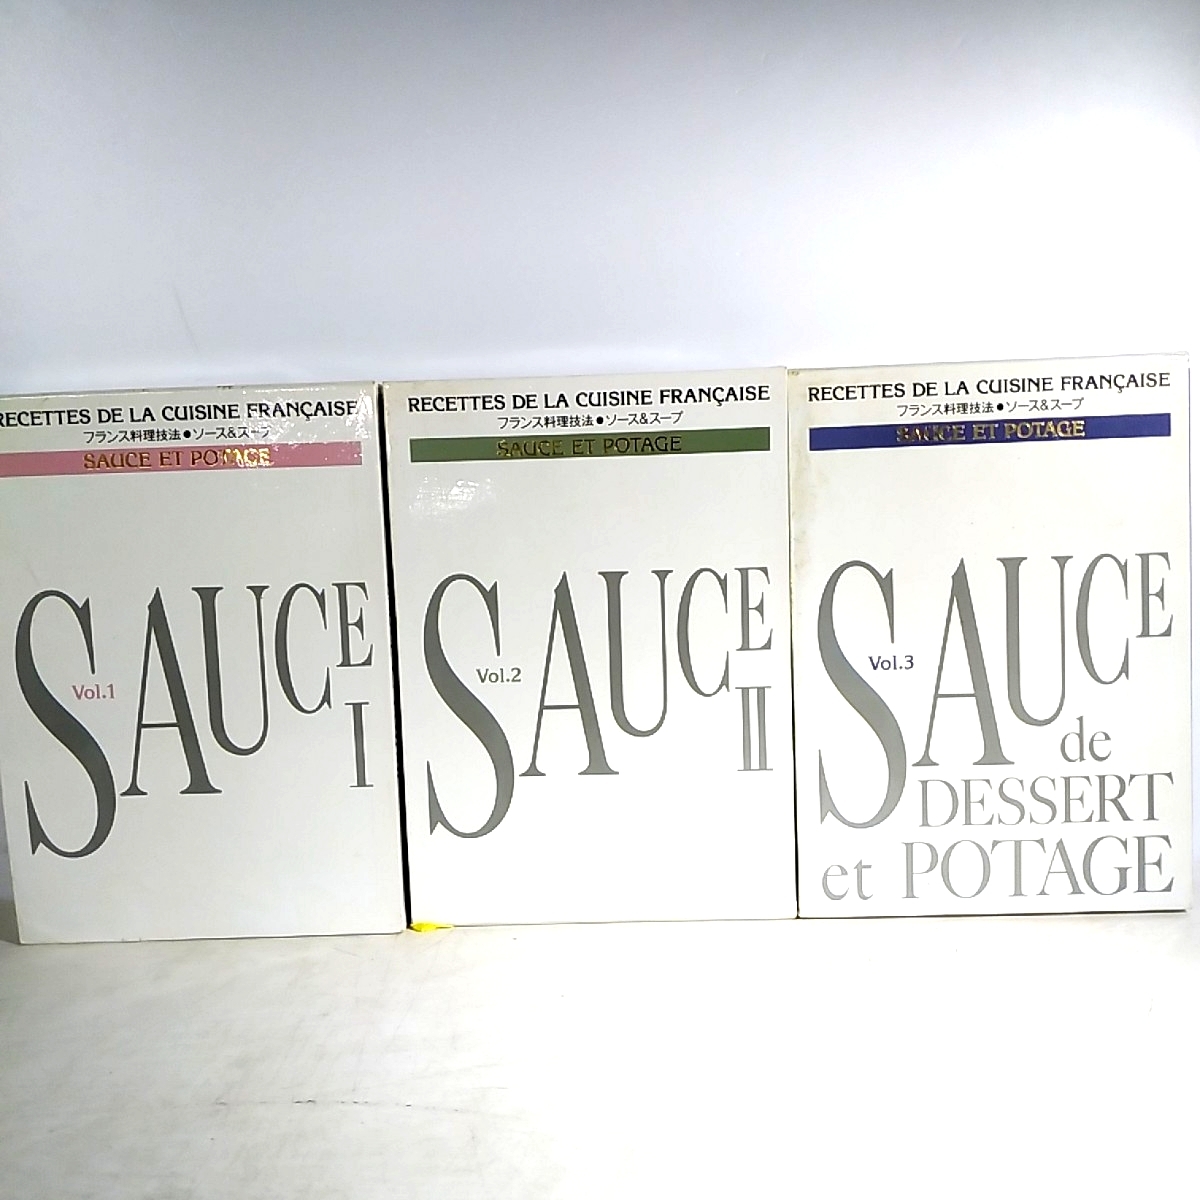 RECETTES DE LA CUISINE FRANÇAISE
フランス料理技法●ソース&スープ
SAUCE ET POTAGE
SAUCE
Vol.1
I
RECETTES DE LA CUISINE FRANÇAISE
フランス料理技法●ソース&スープ
SAUCE ET POTAGE
SAUCE
Vol.2
II
RECETTES DE LA CUISINE FRANÇAISE
フランス料理技法●ソース&スープ
SAUCE ET POTAGE
SAUCE
Vol.3
de
DESSERT
et POTAGE